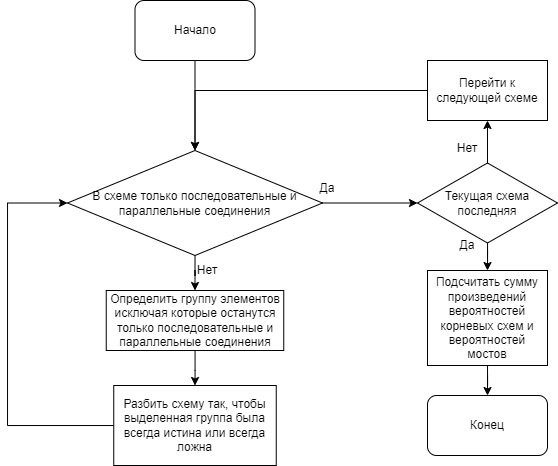 Начало
Перейти к
следующей схеме
Нет
В схеме только последовательные и
параллельные соединения
Да
Текущая схема
последняя
Да
Нет
Определить группу элементов
исключая которые останутся
только последовательные и
параллельные соединения
Подсчитать сумму
произведений
вероятностей
корневых схем и
вероятностей
мостов
Разбить схему так, чтобы
выделенная группа была
всегда истина или всегда
ложна
Конец